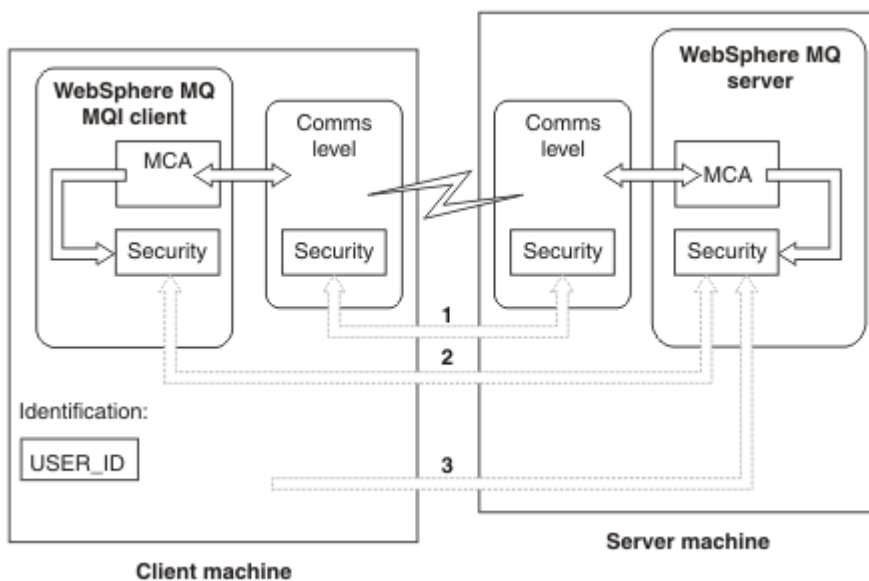 WebSphere MQ
MQI client
MCA
Security
Comms
level
Security
Comms
level
Security
WebSphere MQ
server
MCA
Security
1
2
3
Identification:
USER_ID
Client machine
Server machine